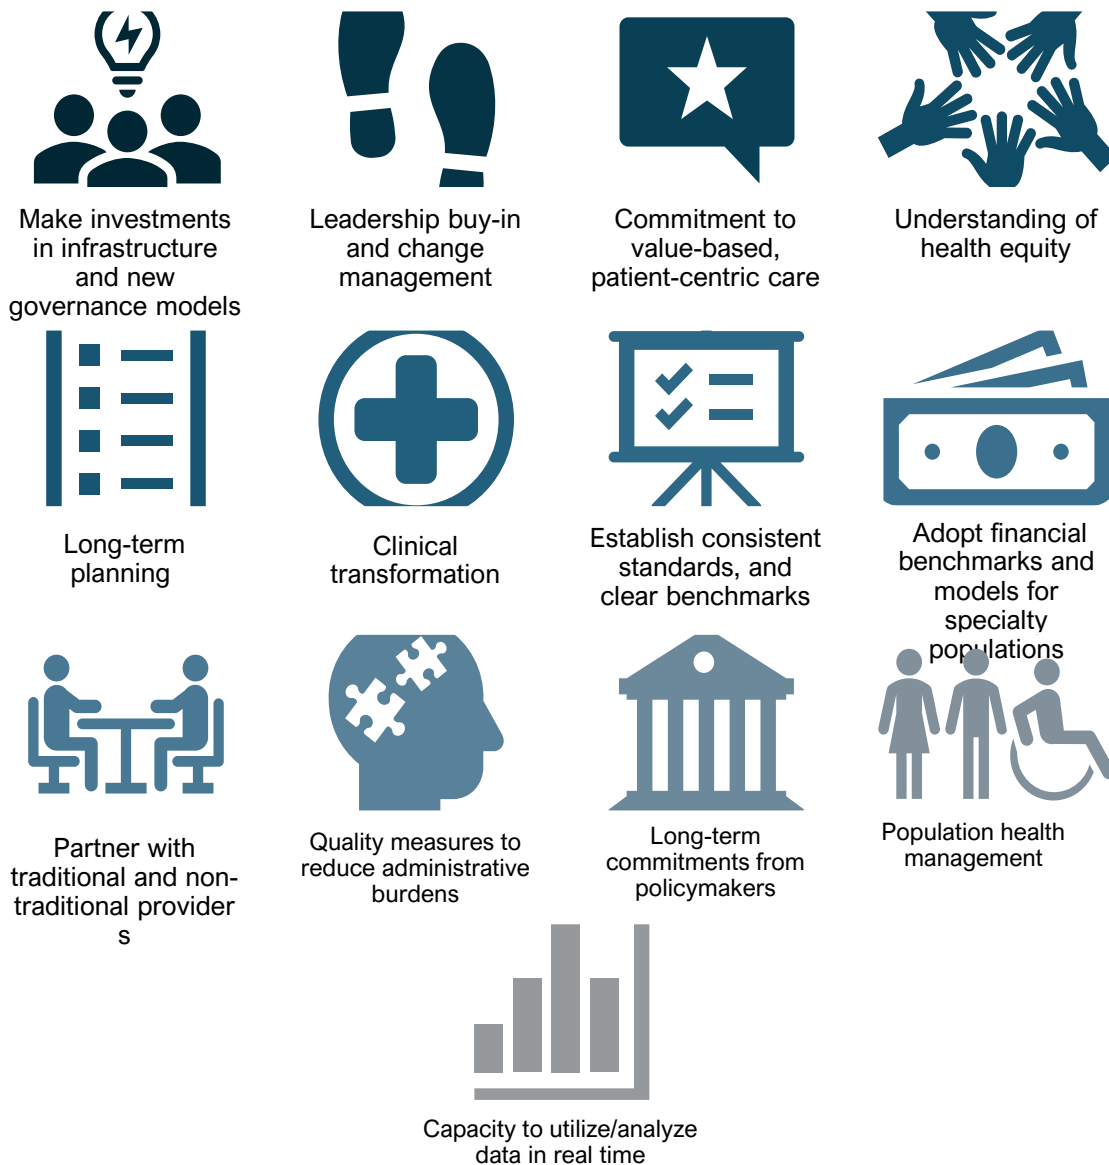 Make investments
in infrastructure
and new
governance models
Leadership buy-in
and change
management
Commitment to
value-based,
patient-centric care
Understanding of
health equity
Long-term
planning
Clinical
transformation
Establish consistent
standards, and
clear benchmarks
Adopt financial
benchmarks and
models for
specialty
populations
Partner with
traditional and non-
traditional provider
s
Quality measures to
reduce administrative
burdens
Long-term
commitments from
policymakers
Population health
management
Capacity to utilize/analyze
data in real time